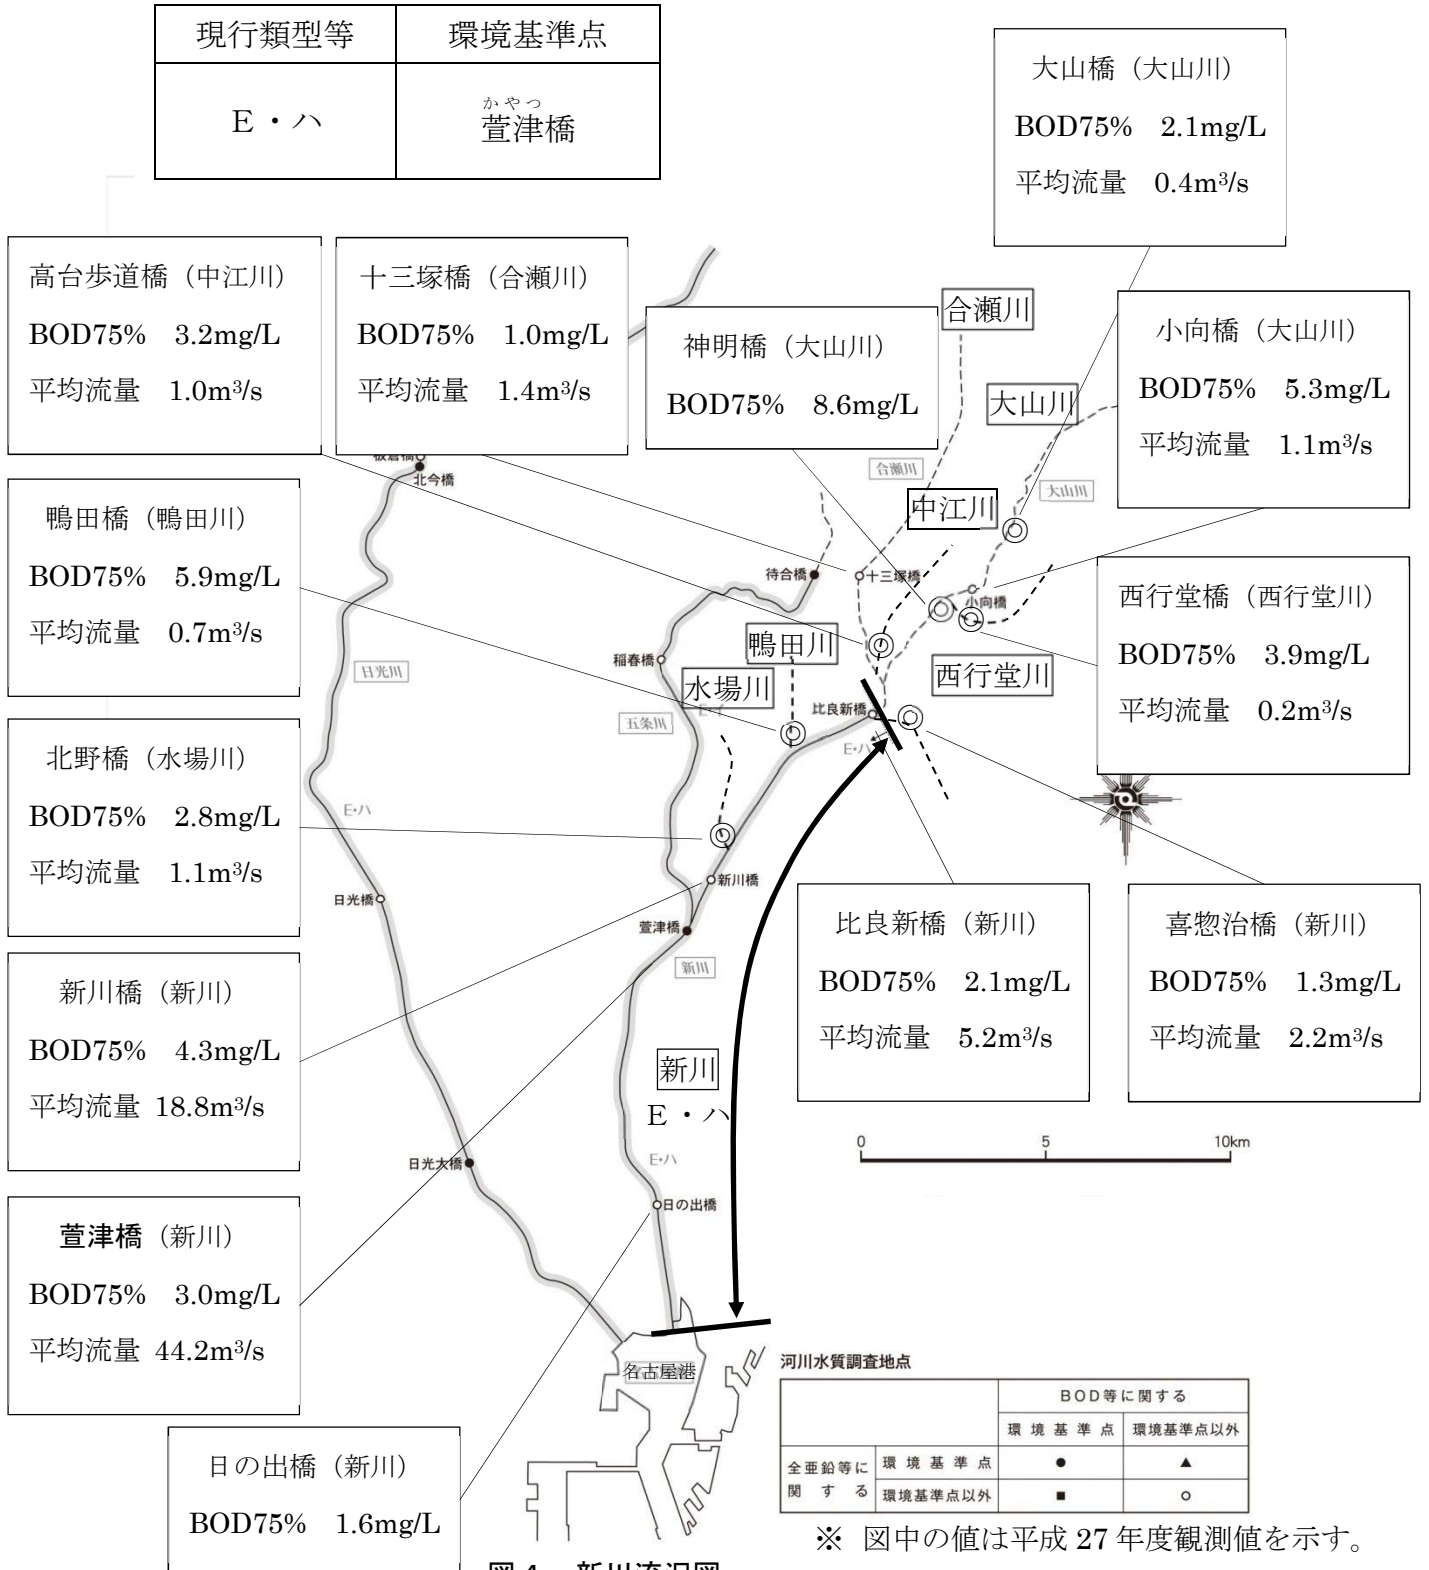 現行類型等
環境基準点
E・ハ
かやつ
萱津橋
大山橋（大山川）
BOD75% 2.1mg/L
平均流量 0.4m³/s
高台歩道橋（中江川）
BOD75% 3.2mg/L
平均流量 1.0m³/s
十三塚橋（合瀬川）
BOD75% 1.0mg/L
平均流量 1.4m³/s
神明橋（大山川）
BOD75% 8.6mg/L
合瀬川
大山川
小向橋（大山川）
BOD75% 5.3mg/L
平均流量 1.1m³/s
北今橋
合瀬川
大山川
中江川
鴨田橋（鴨田川）
BOD75% 5.9mg/L
平均流量 0.7m³/s
待合橋
十三塚橋
小向橋
西行堂橋（西行堂川）
BOD75% 3.9mg/L
平均流量 0.2m³/s
鴨田川
稲春橋
日光川
水場川
西行堂川
五条川
E・イ
比良新橋
E・ハ
北野橋（水場川）
BOD75% 2.8mg/L
平均流量 1.1m³/s
E・ハ
日光橋
新川橋
萱津橋
新川
比良新橋（新川）
BOD75% 2.1mg/L
平均流量 5.2m³/s
喜惣治橋（新川）
BOD75% 1.3mg/L
平均流量 2.2m³/s
新川橋（新川）
BOD75% 4.3mg/L
平均流量 18.8m³/s
新川
E・ハ
0 5 10km
日光大橋
E・ハ
日の出橋
萱津橋（新川）
BOD75% 3.0mg/L
平均流量 44.2m³/s
名古屋港
河川水質調査地点
BOD等に関する
環境基準点 環境基準点以外
全亜鉛等に関する
環境基準点 ● ▲
環境基準点以外 ■ ○
日の出橋（新川）
BOD75% 1.6mg/L
※ 図中の値は平成27年度観測値を示す。